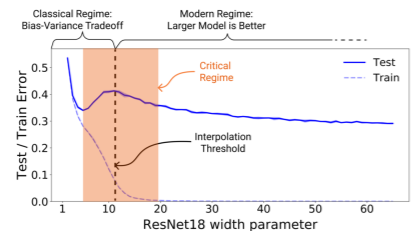 Classical Regime:
Bias-Variance Tradeoff
Modern Regime:
Larger Model is Better
Critical
Regime
Interpolation
Threshold
Test
Train
Test / Train Error
0.5
0.4
0.3
0.2
0.1
0.0
1 10 20 30 40 50 60
ResNet18 width parameter